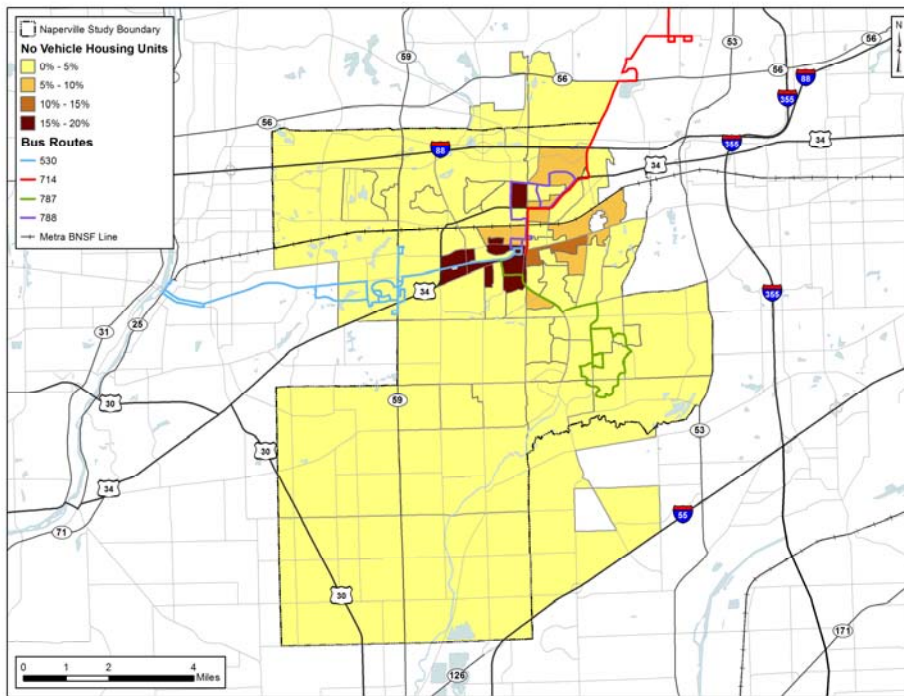 Naperville Study Boundary
No Vehicle Housing Units
0% - 5%
5% - 10%
10% - 15%
15% - 20%
Bus Routes
530
714
787
788
Metra BNSF Line
59
53
56
N
56
56
88
355
56
88
355
34
34
34
31
25
30
59
53
30
34
55
71
30
355
171
126
0 1 2 4
Miles